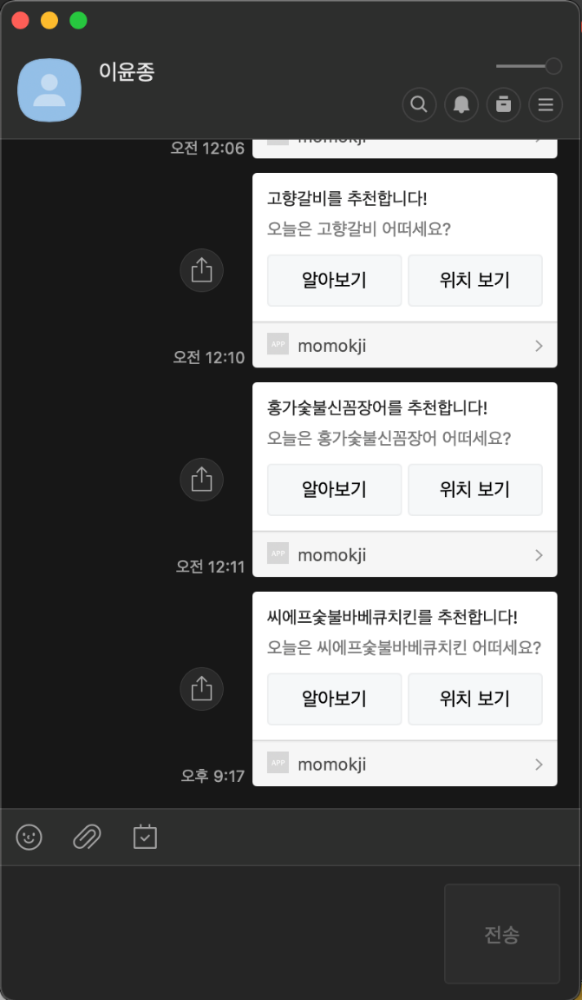 이윤종
오전 12:06
momokji
고향갈비를 추천합니다!
오늘은 고향갈비 어떠세요?
알아보기
위치 보기
오전 12:10
APP
momokji
홍가숯불신꼼장어를 추천합니다!
오늘은 홍가숯불신꼼장어 어떠세요?
알아보기
위치 보기
오전 12:11
APP
momokji
씨에프숯불바베큐치킨를 추천합니다!
오늘은 씨에프숯불바베큐치킨 어떠세요?
알아보기
위치 보기
오후 9:17
APP
momokji
전송